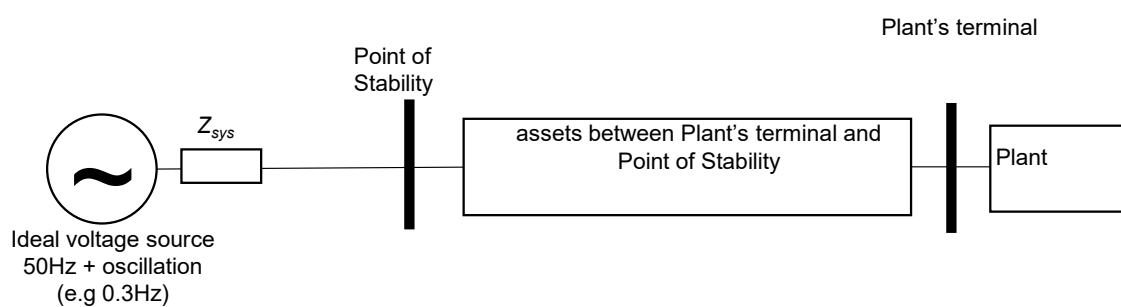 Plant's terminal
Point of
Stability
Z_sys
assets between Plant's terminal and
Point of Stability
Plant
~
Ideal voltage source
50Hz + oscillation
(e.g 0.3Hz)